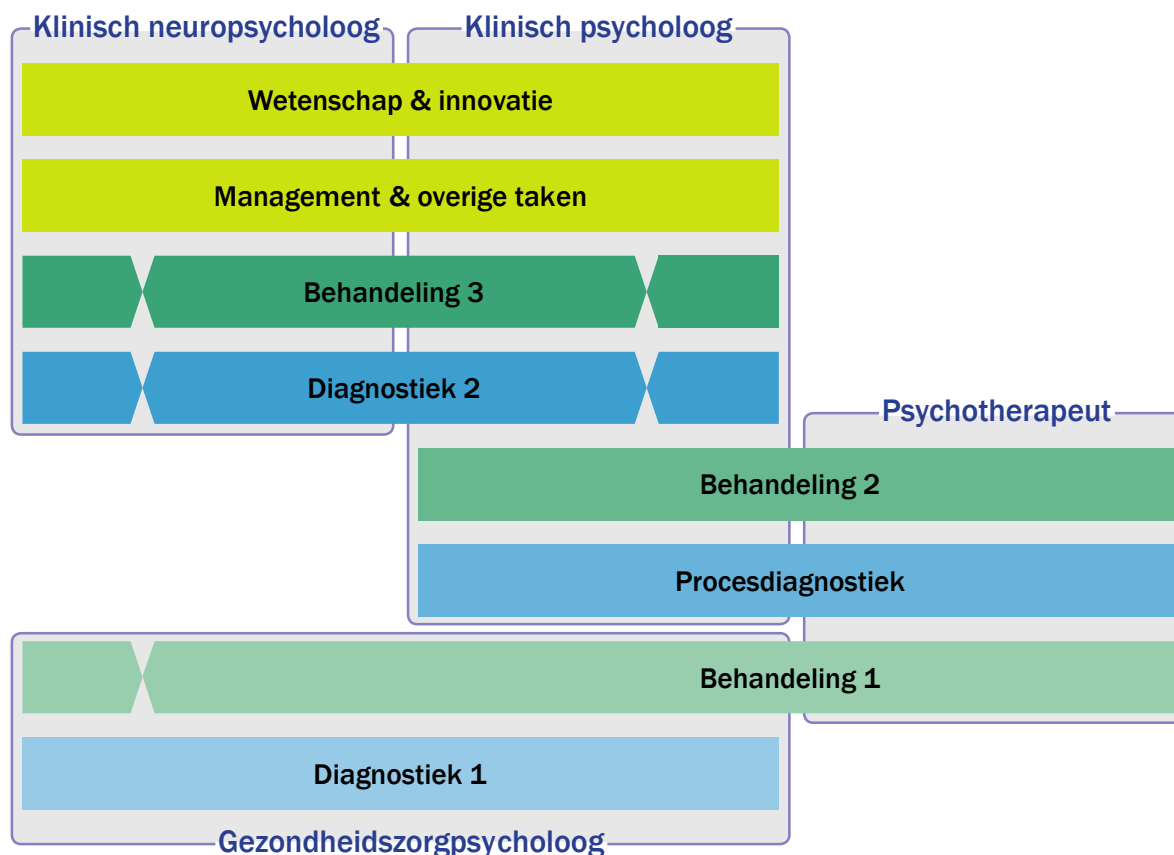 Klinisch neuropsycholoog
Klinisch psycholoog
Wetenschap & innovatie
Management & overige taken
Behandeling 3
Diagnostiek 2
Psychotherapeut
Behandeling 2
Procesdiagnostiek
Behandeling 1
Diagnostiek 1
Gezondheidszorgpsycholoog